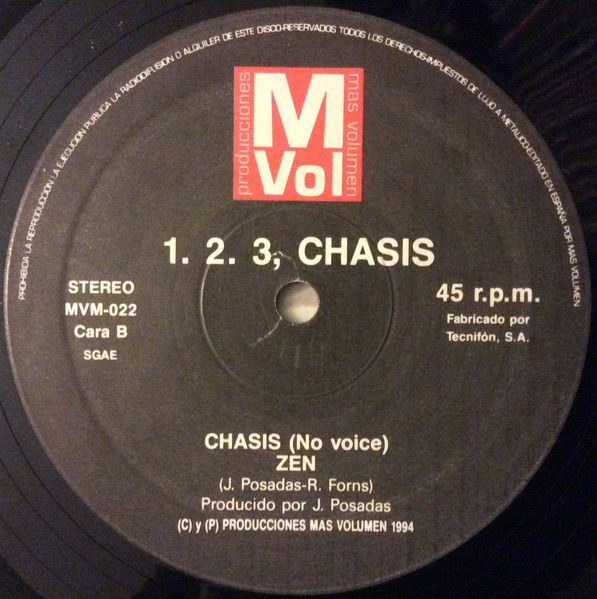 PROHIBIDA LA REPRODUCCION LA EJECUCION PUBLICA LA RADIODIFUSION O ALQUILER DE ESTE DISCO-RESERVADOS TODOS LOS DERECHOS-IMPUESTOS DE LUJO A METALICO-EDITADO EN ESPAÑA POR MAS VOLUMEN
producciones
M
Vol
mas volumen
1. 2. 3, CHASIS
STEREO
MVM-022
Cara B
SGAE
45 r.p.m.
Fabricado por
Tecnifón, S.A.
CHASIS (No voice)
ZEN
(J. Posadas-R. Forns)
Producido por J. Posadas
(C) y (P) PRODUCCIONES MAS VOLUMEN 1994